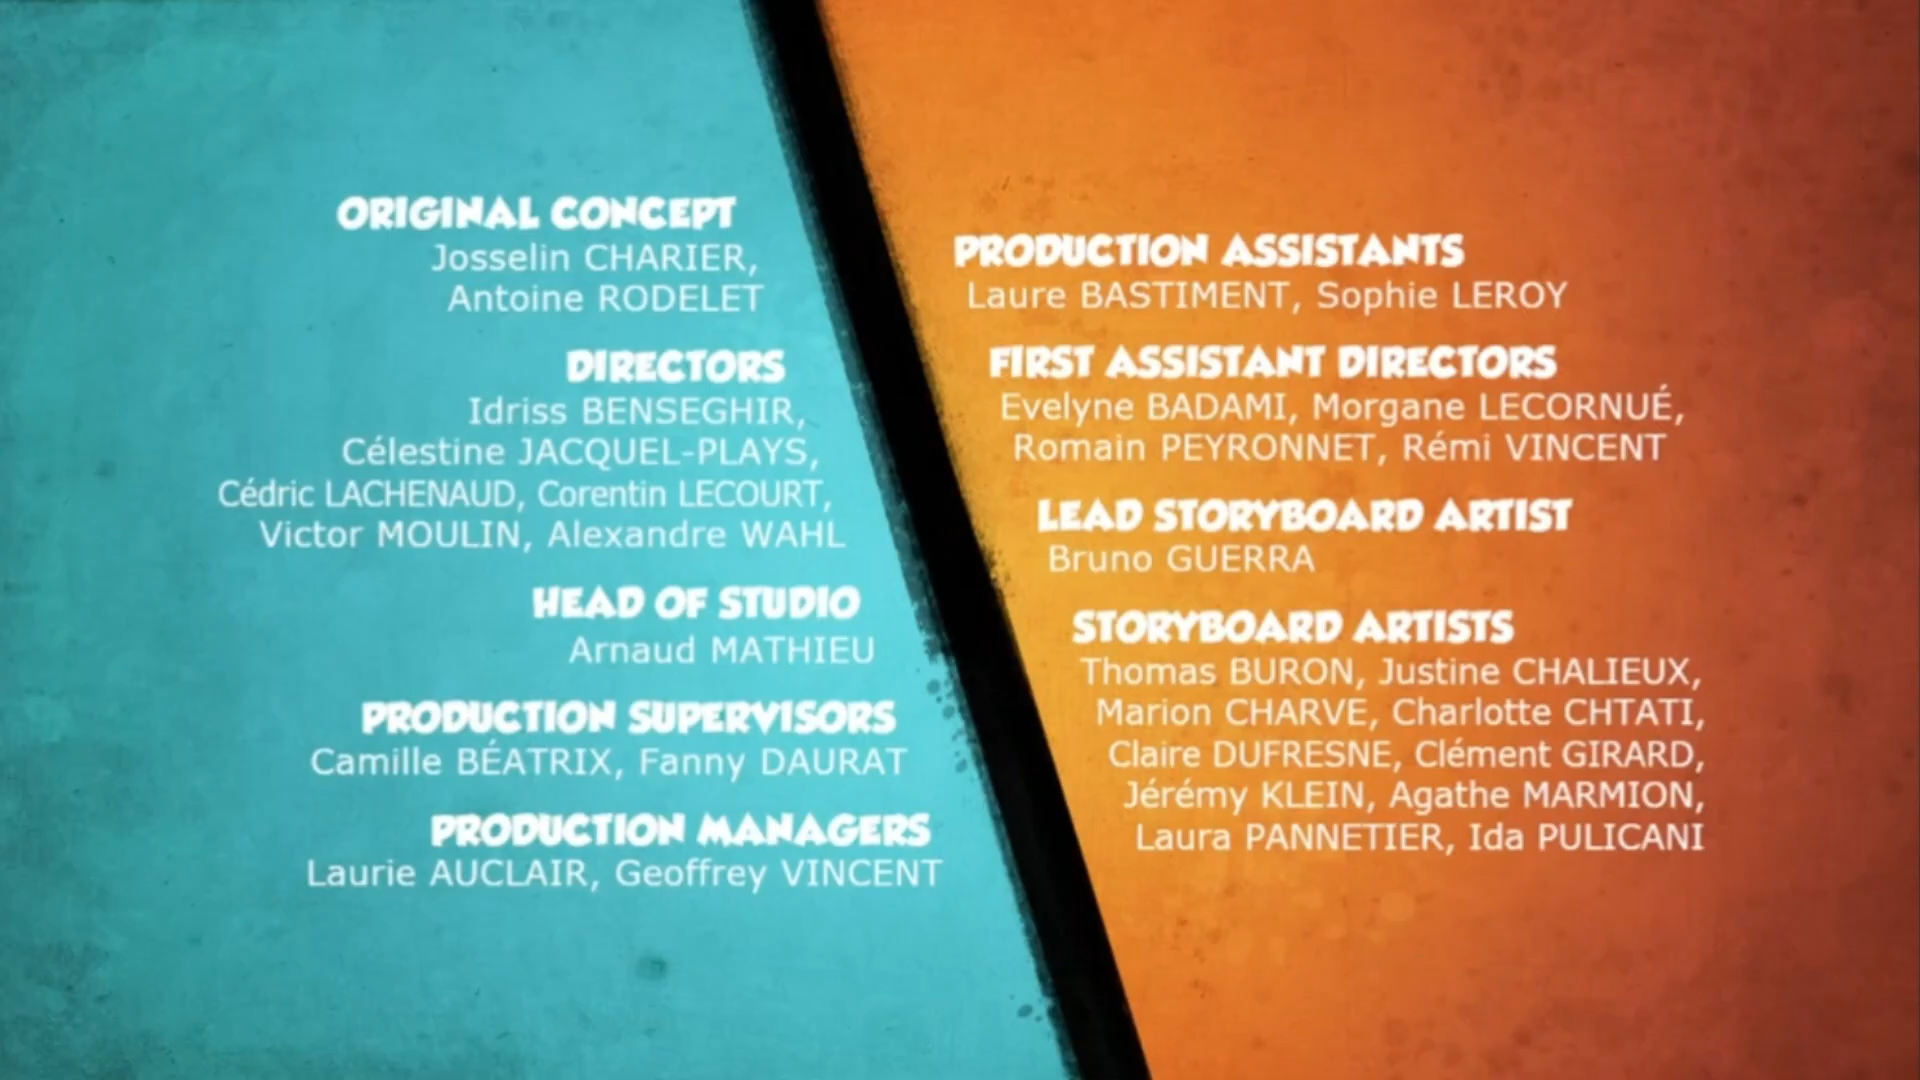 ORIGINAL CONCEPT
Josselin CHARIER,
Antoine RODELET
DIRECTORS
Idriss BENSEGHIR,
Célestine JACQUEL-PLAYS,
Cédric LACHENAUD, Corentin LECOURT,
Victor MOULIN, Alexandre WAHL
HEAD OF STUDIO
Arnaud MATHIEU
PRODUCTION SUPERVISORS
Camille BÉATRIX, Fanny DAURAT
PRODUCTION MANAGERS
Laurie AUCLAIR, Geoffrey VINCENT
PRODUCTION ASSISTANTS
Laure BASTIMENT, Sophie LEROY
FIRST ASSISTANT DIRECTORS
Evelyne BADAMI, Morgane LECORNUÉ,
Romain PEYRONNET, Rémi VINCENT
LEAD STORYBOARD ARTIST
Bruno GUERRA
STORYBOARD ARTISTS
Thomas BURON, Justine CHALIEUX,
Marion CHARVE, Charlotte CHTATI,
Claire DUFRESNE, Clément GIRARD,
Jérémy KLEIN, Agathe MARMION,
Laura PANNETIER, Ida PULICANI